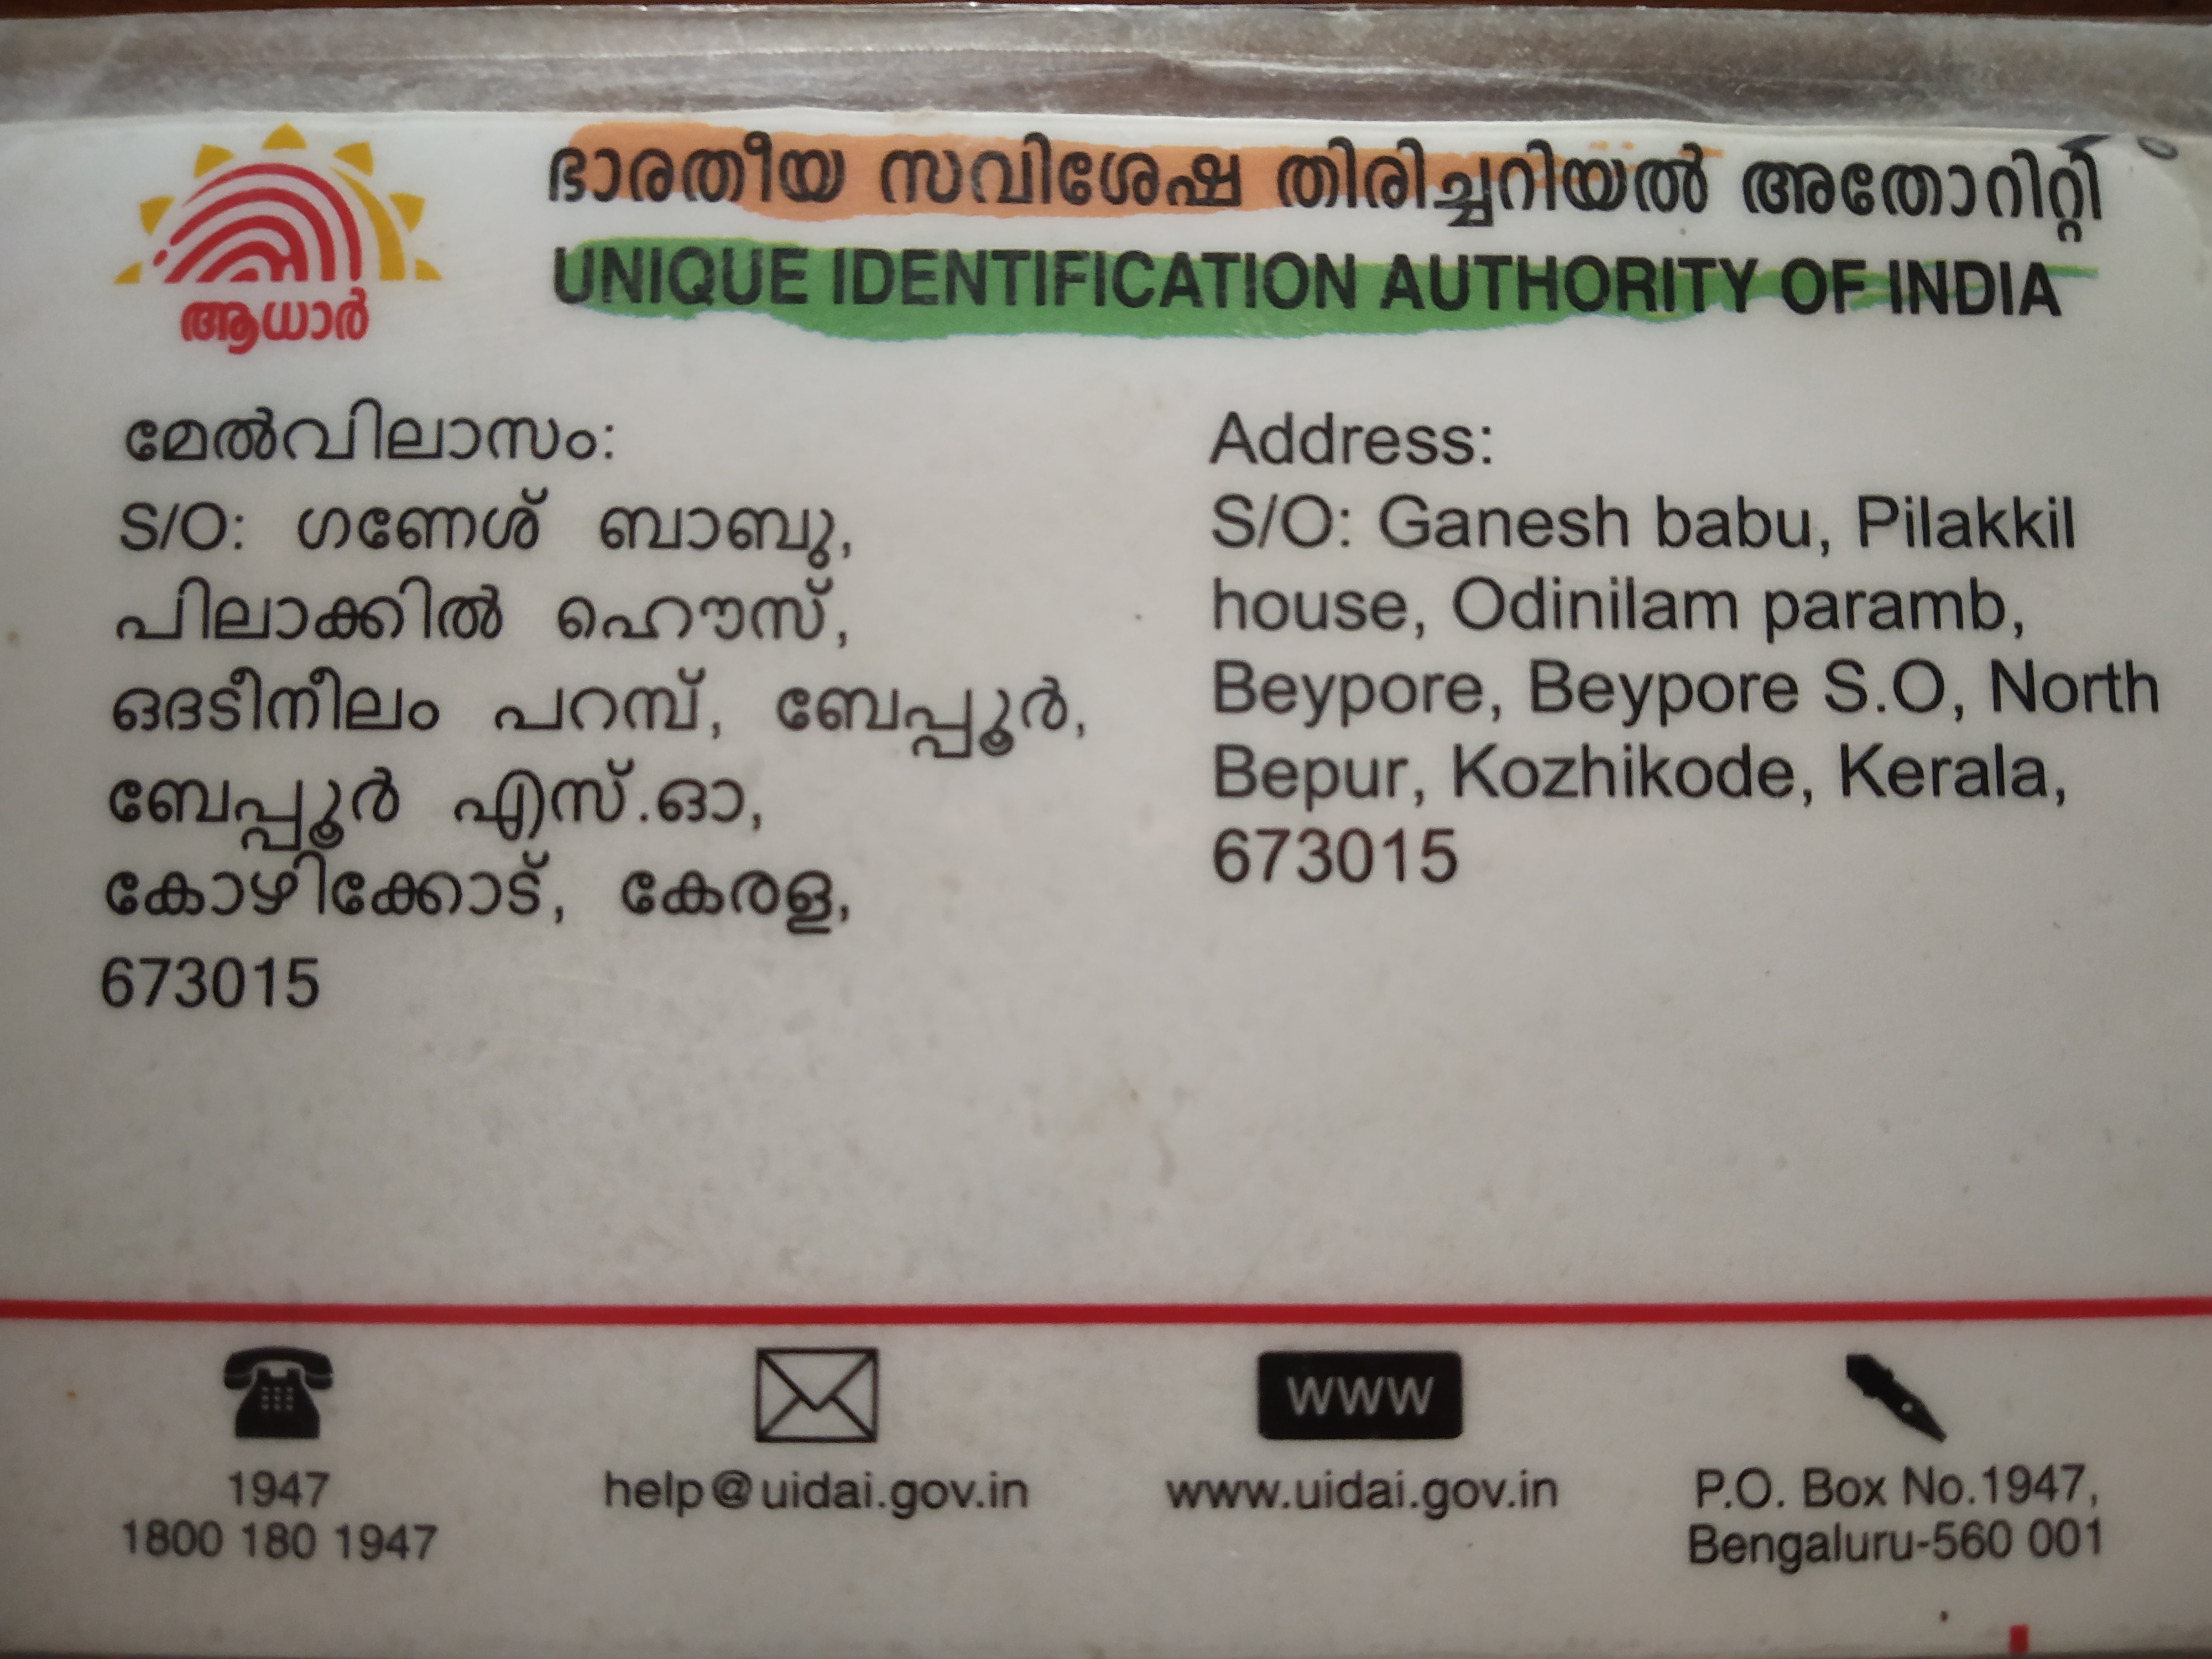 ആധാർ
ഭാരതീയ സവിശേഷ തിരിച്ചറിയൽ അതോറിറ്റി
UNIQUE IDENTIFICATION AUTHORITY OF INDIA
മേൽവിലാസം:
S/O: ഗണേശ് ബാബു,
പിലാക്കിൽ ഹൌസ്,
ഒദടീനീലം പറമ്പ്, ബേപ്പൂർ,
ബേപ്പൂർ എസ്.ഓ,
കോഴിക്കോട്, കേരള,
673015
Address:
S/O: Ganesh babu, Pilakkil
house, Odinilam paramb,
Beypore, Beypore S.O, North
Bepur, Kozhikode, Kerala,
673015
1947
1800 180 1947
help@uidai.gov.in
WWW
www.uidai.gov.in
P.O. Box No.1947,
Bengaluru-560 001